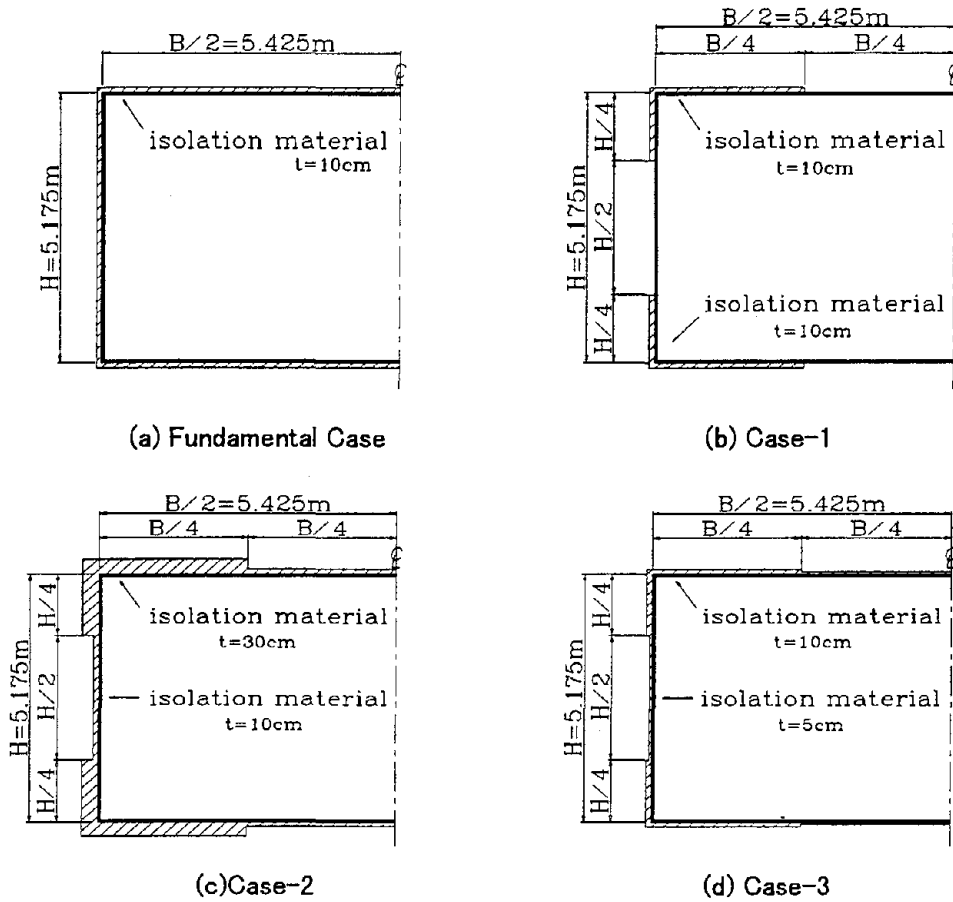 B/2=5.425m
℄
isolation material
t=10cm
H=5.175m
(a) Fundamental Case
B/2=5.425m
B/4
B/4
℄
H/4
isolation material
t=10cm
H=5.175m
H/2
isolation material
t=10cm
H/4
(b) Case-1
B/2=5.425m
B/4
B/4
℄
H/4
isolation material
t=30cm
H=5.175m
H/2
isolation material
t=10cm
H/4
(c)Case-2
B/2=5.425m
B/4
B/4
℄
H/4
isolation material
t=10cm
H=5.175m
H/2
isolation material
t=5cm
H/4
(d) Case-3